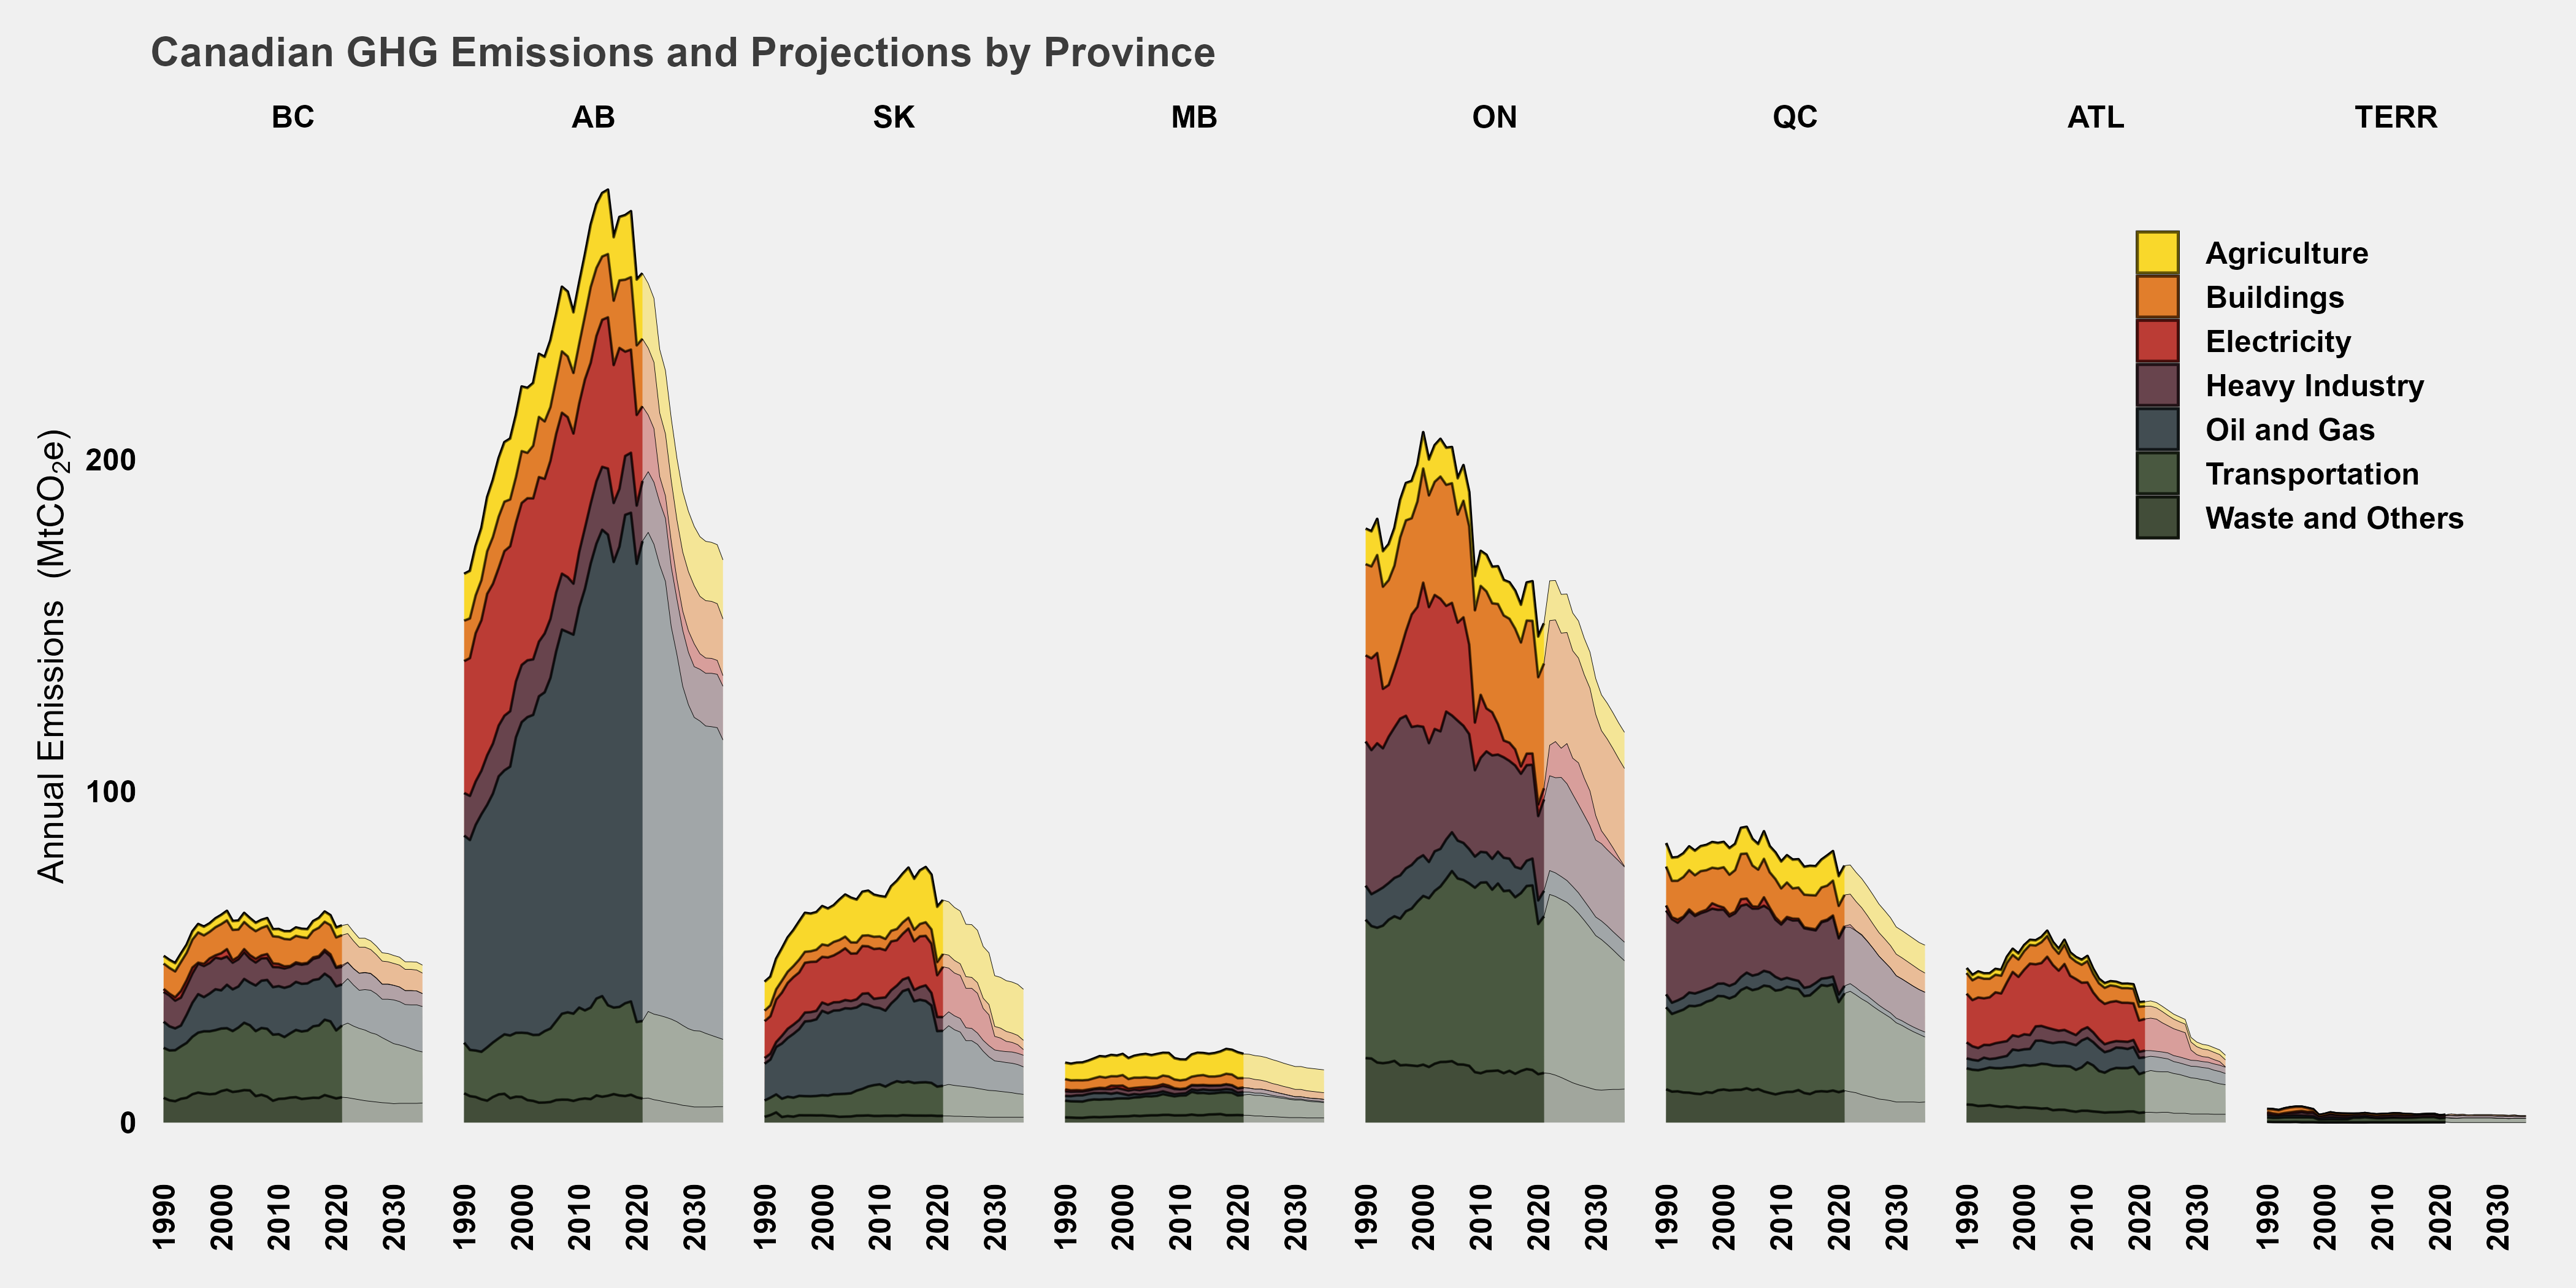 Canadian GHG Emissions and Projections by Province
BC AB SK MB ON QC ATL TERR
Annual Emissions (MtCO₂e)
200
100
0
Agriculture
Buildings
Electricity
Heavy Industry
Oil and Gas
Transportation
Waste and Others
1990 2000 2010 2020 2030 1990 2000 2010 2020 2030 1990 2000 2010 2020 2030 1990 2000 2010 2020 2030 1990 2000 2010 2020 2030 1990 2000 2010 2020 2030 1990 2000 2010 2020 2030 1990 2000 2010 2020 2030